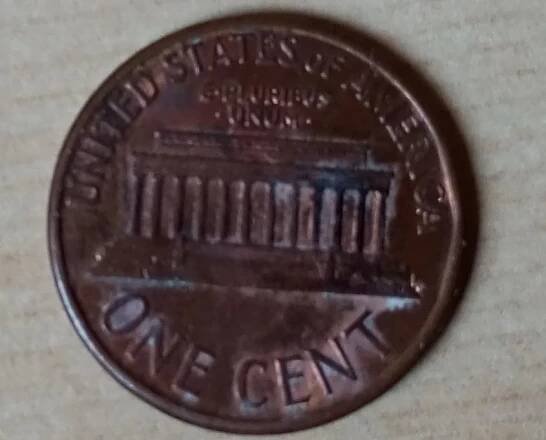 UNITED STATES OF AMERICA
E PLURIBUS
·UNUM·
ONE CENT